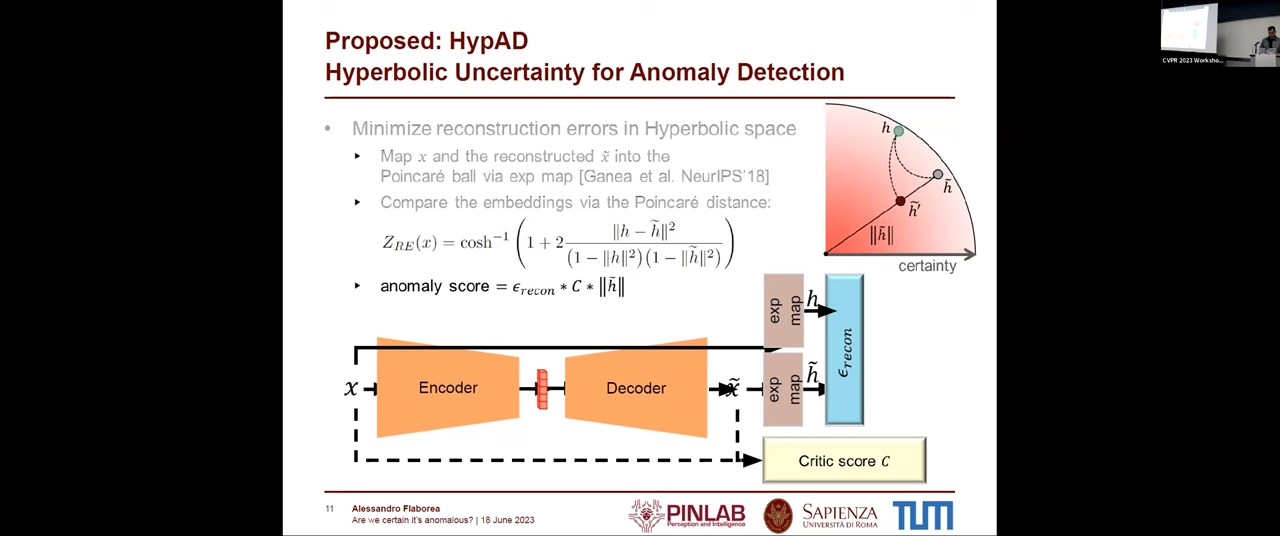 Proposed: HypAD
Hyperbolic Uncertainty for Anomaly Detection
• Minimize reconstruction errors in Hyperbolic space
Map x and the reconstructed x̃ into the
Poincaré ball via exp map [Ganea et al. NeurIPS'18]
Compare the embeddings via the Poincaré distance:
Z_RE(x) = cosh⁻¹ (1 + 2 ‖h − h̃‖² / (1 − ‖h‖²)(1 − ‖h̃‖²))
anomaly score = ϵ_recon * C * ‖h̃‖
h
h̃
h̃′
‖h̃‖
certainty
exp map
h
x
Encoder
Decoder
x̃
exp map
h̃
ϵ_recon
Critic score C
11
Alessandro Flaborea
Are we certain it's anomalous? | 18 June 2023
PINLAB
Perception and Intelligence
SAPIENZA
UNIVERSITÀ DI ROMA
TUM
CVPR 2023 Worksho...